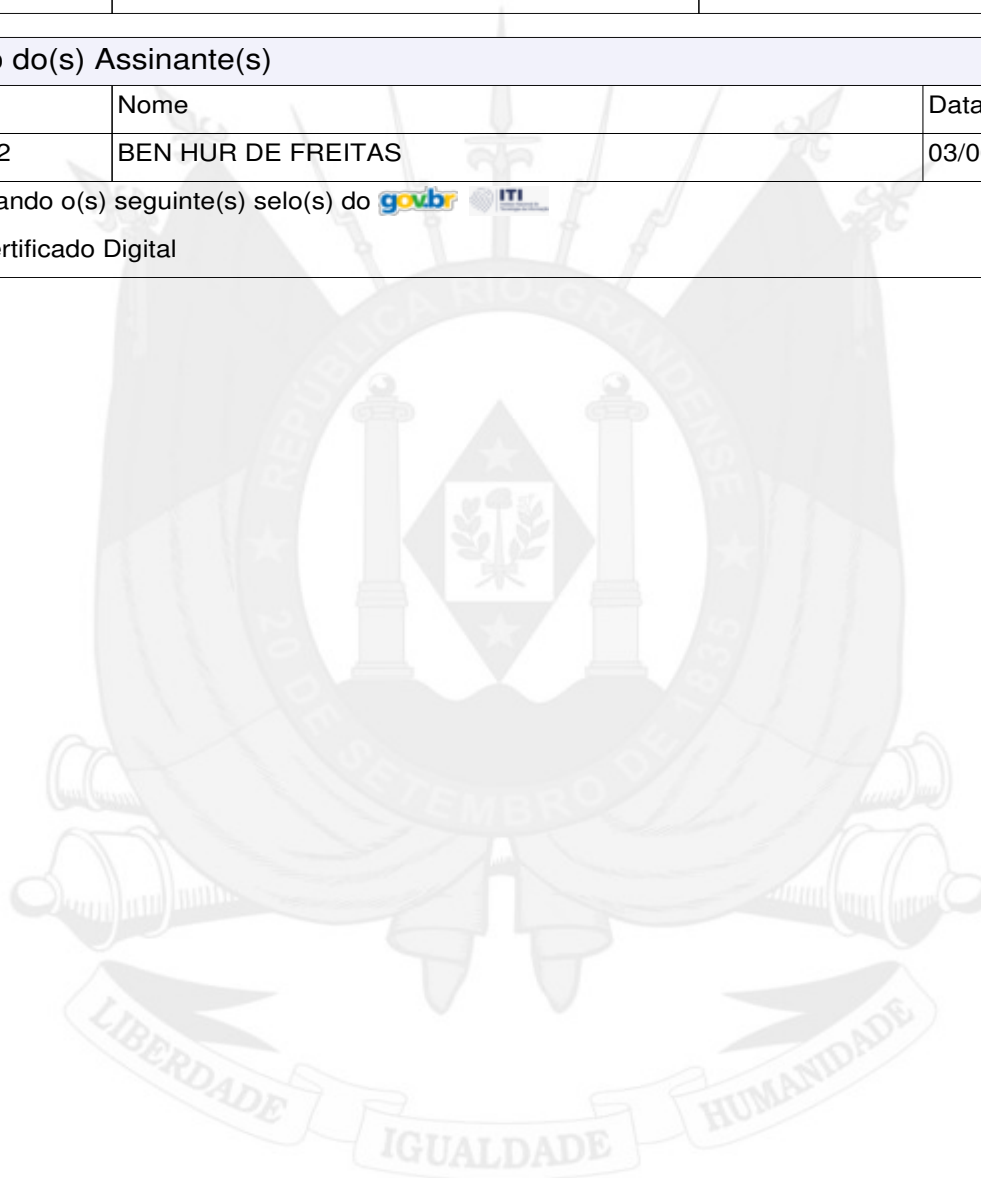 o do(s) Assinante(s)
Nome Data
2 BEN HUR DE FREITAS 03/0
ando o(s) seguinte(s) selo(s) do gov.br ITI
ertificado Digital
REPÚBLICA RIO-GRANDENSE
★ 20 DE SETEMBRO DE 1835 ★
LIBERDADE IGUALDADE HUMANIDADE